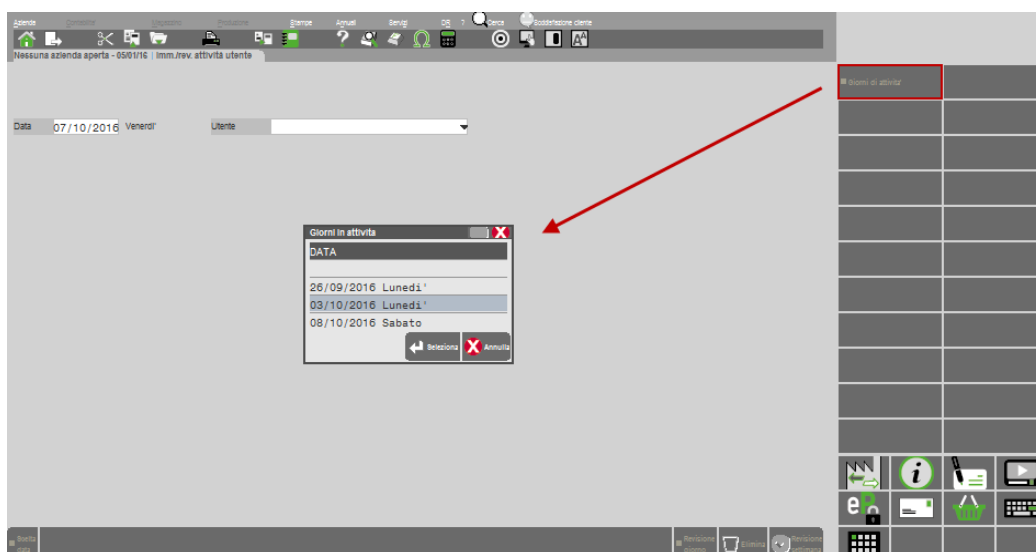 Aziende Contabilita' Magazzino Produzione Stampe Annuali Servizi DR ? Cerca Soddisfazione cliente
Nessuna azienda aperta - 05/01/16 | Imm./rev. attività utente
Giorni di attivita'
Data 07/10/2016 Venerdi' Utente
Giorni in attivita
DATA
26/09/2016 Lunedi'
03/10/2016 Lunedi'
08/10/2016 Sabato
Seleziona Annulla
Scelta data
Revisione giorno
Elimina
Revisione settimana